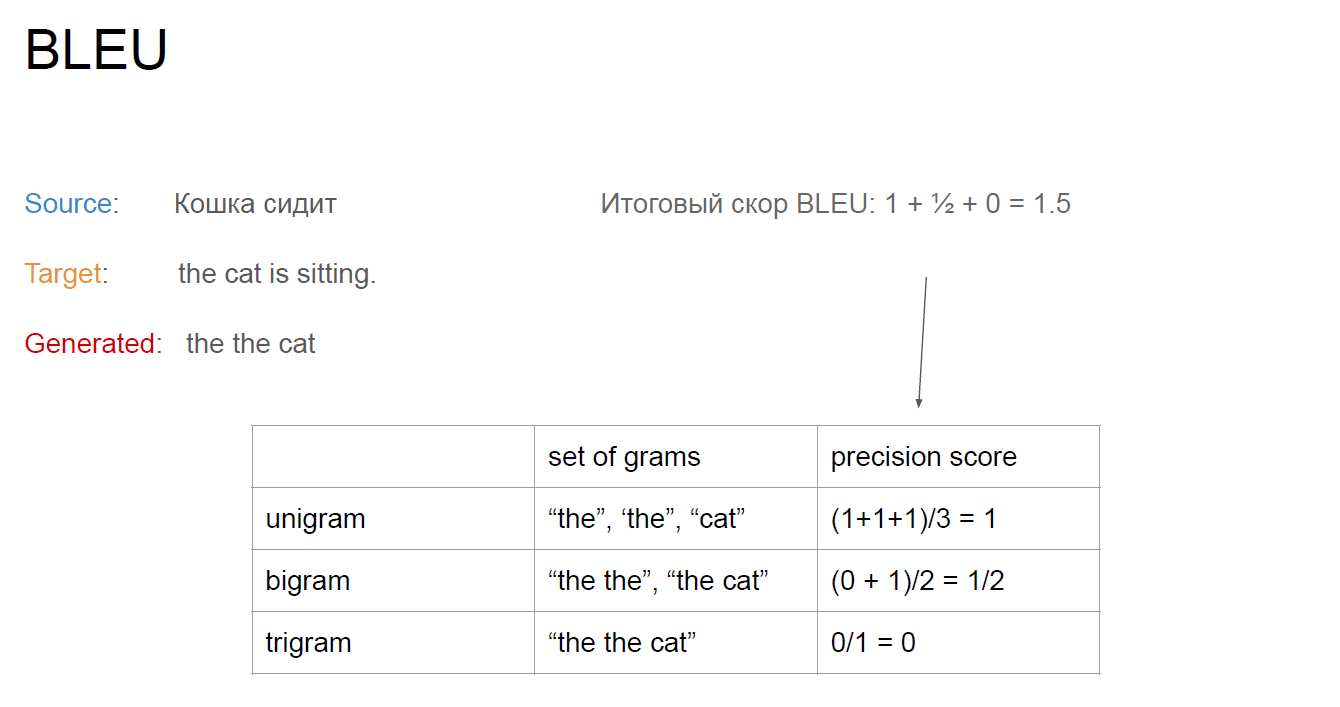 BLEU
Source: Кошка сидит
Итоговый скор BLEU: 1 + ½ + 0 = 1.5
Target: the cat is sitting.
Generated: the the cat
set of grams precision score
unigram “the”, ‘the”, “cat” (1+1+1)/3 = 1
bigram “the the”, “the cat” (0 + 1)/2 = 1/2
trigram “the the cat” 0/1 = 0